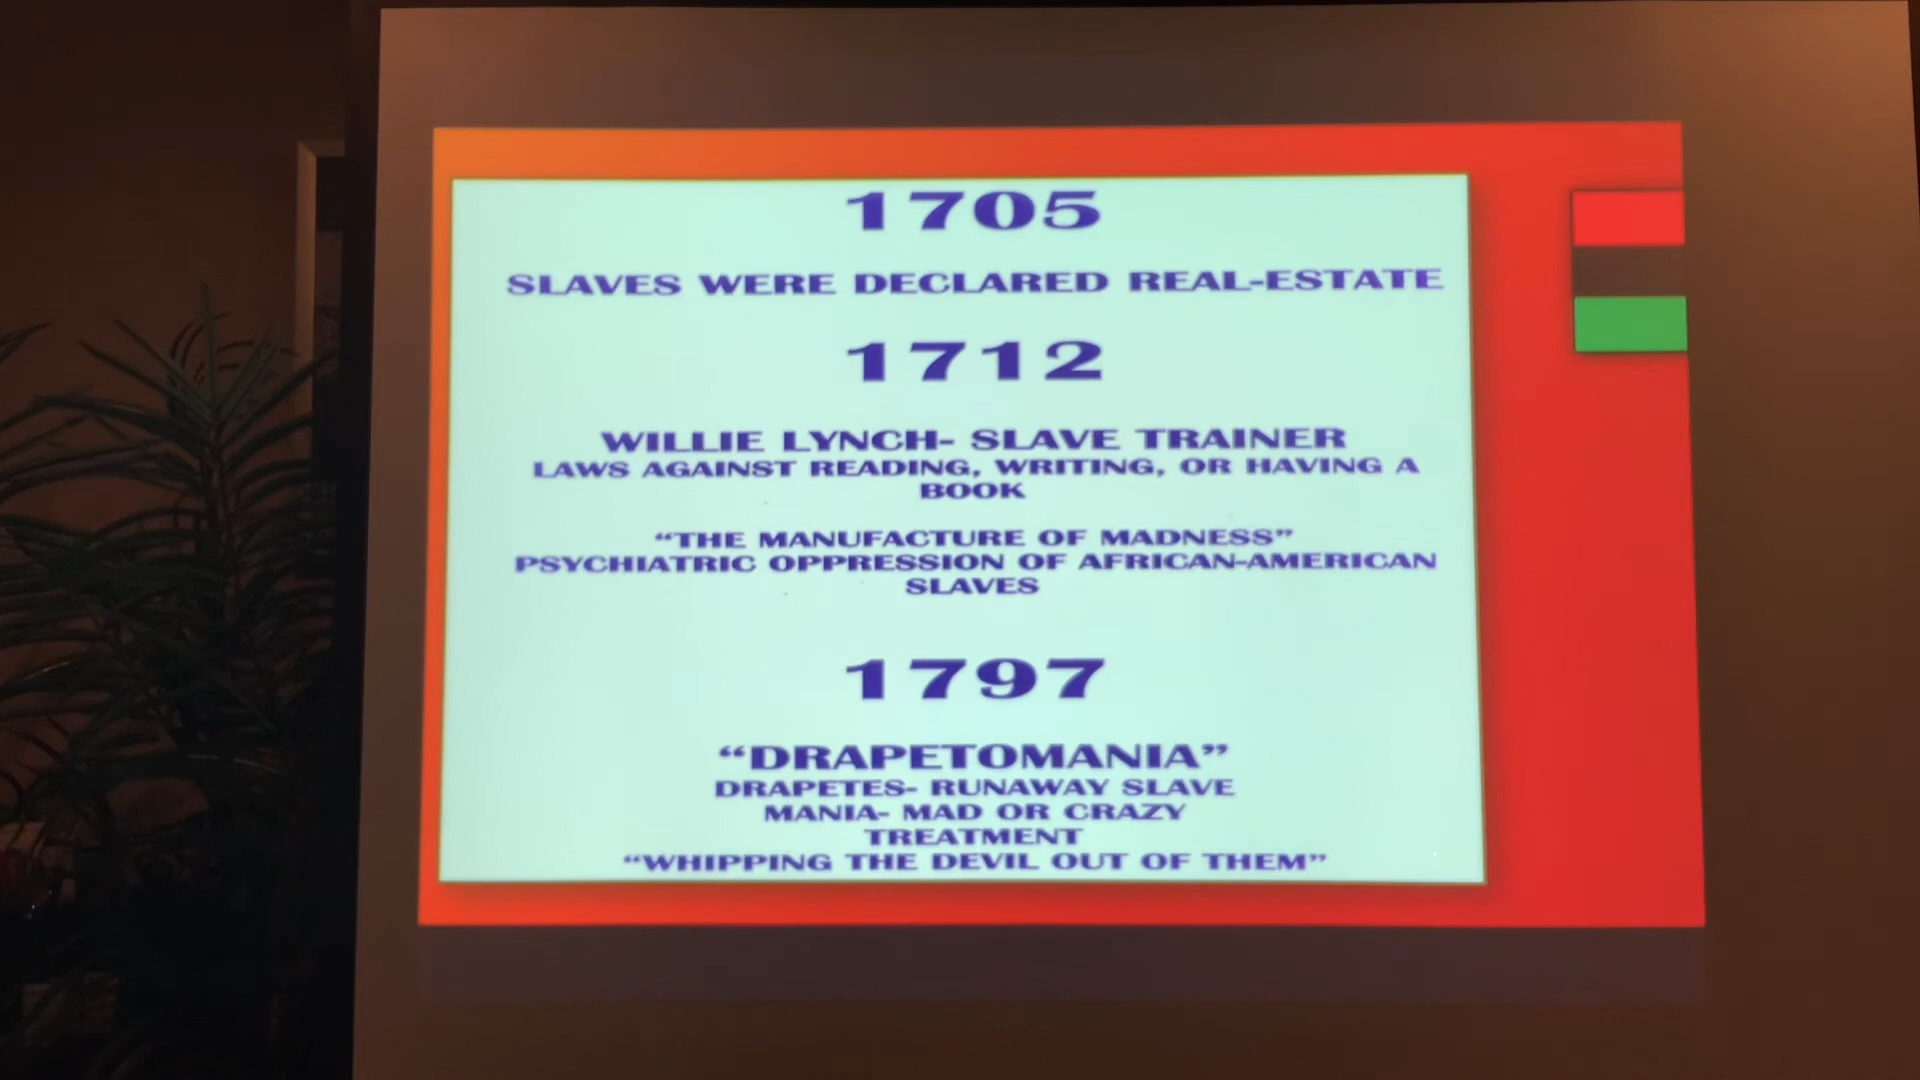 1705
SLAVES WERE DECLARED REAL-ESTATE
1712
WILLIE LYNCH- SLAVE TRAINER
LAWS AGAINST READING, WRITING, OR HAVING A
BOOK
“THE MANUFACTURE OF MADNESS”
PSYCHIATRIC OPPRESSION OF AFRICAN-AMERICAN
SLAVES
1797
“DRAPETOMANIA”
DRAPETES- RUNAWAY SLAVE
MANIA- MAD OR CRAZY
TREATMENT
“WHIPPING THE DEVIL OUT OF THEM”